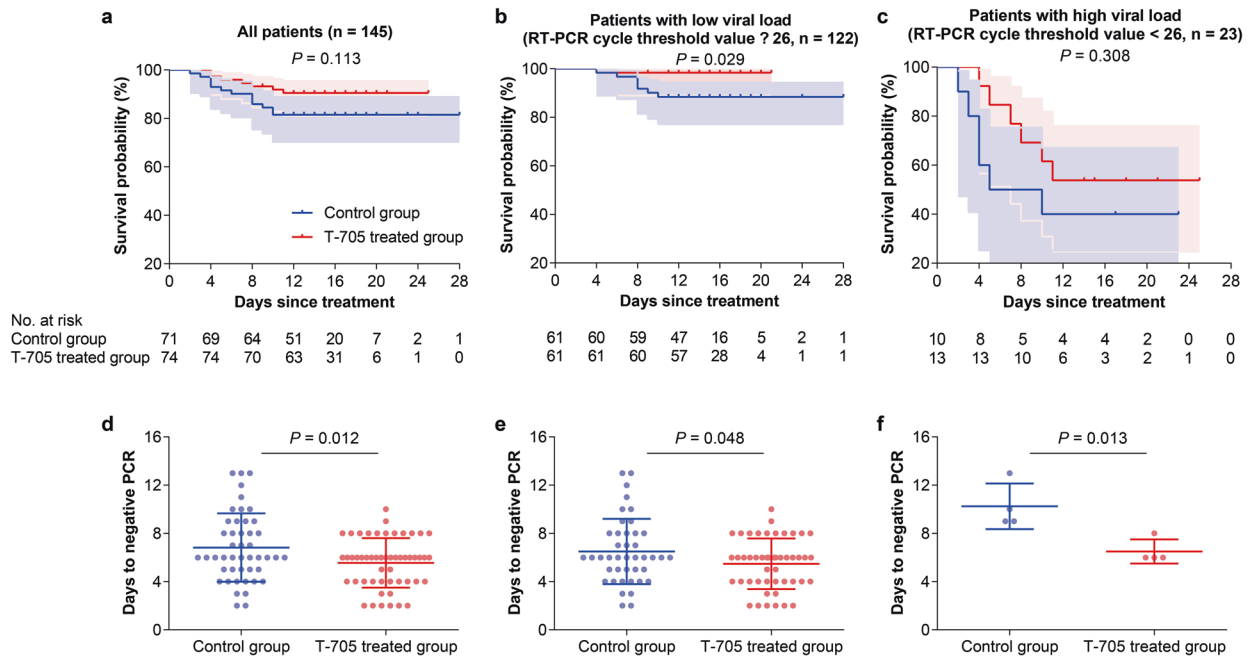 a
All patients (n = 145)
P = 0.113
Survival probability (%)
100
80
60
40
20
Control group
T-705 treated group
0 4 8 12 16 20 24 28
Days since treatment
b
Patients with low viral load
(RT-PCR cycle threshold value ? 26, n = 122)
P = 0.029
Survival probability (%)
100
80
60
40
20
0 4 8 12 16 20 24 28
Days since treatment
c
Patients with high viral load
(RT-PCR cycle threshold value < 26, n = 23)
P = 0.308
Survival probability (%)
100
80
60
40
20
0 4 8 12 16 20 24 28
Days since treatment
No. at risk
Control group 71 69 64 51 20 7 2 1
T-705 treated group 74 74 70 63 31 6 1 0
61 60 59 47 16 5 2 1
61 61 60 57 28 4 1 1
10 8 5 4 4 2 0 0
13 13 10 6 3 2 1 0
d
P = 0.012
Days to negative PCR
16
12
8
4
0
Control group T-705 treated group
e
P = 0.048
Days to negative PCR
16
12
8
4
0
Control group T-705 treated group
f
P = 0.013
Days to negative PCR
16
12
8
4
0
Control group T-705 treated group